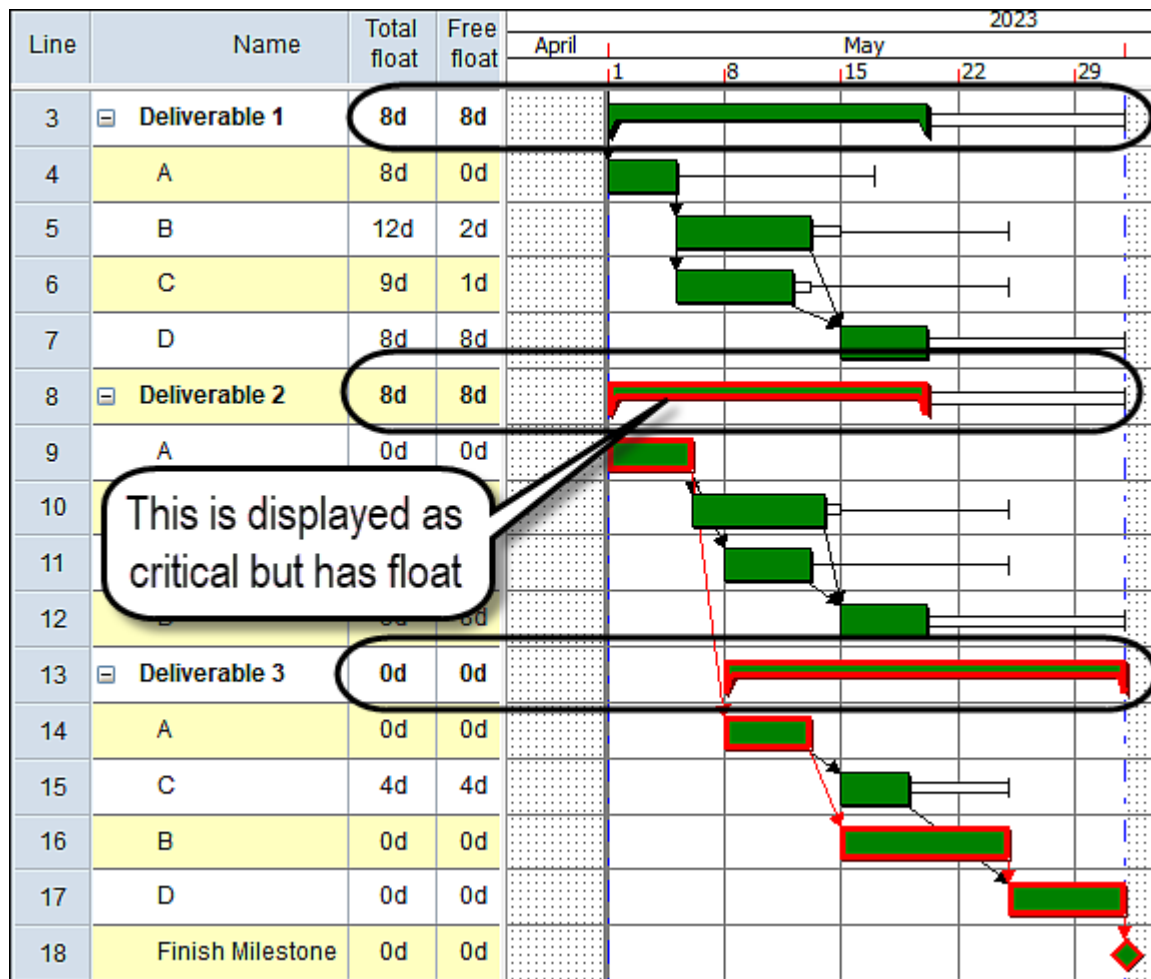 Line Name Total float Free float
2023
April May
1 8 15 22 29
3 Deliverable 1 8d 8d
4 A 8d 0d
5 B 12d 2d
6 C 9d 1d
7 D 8d 8d
8 Deliverable 2 8d 8d
9 A 0d 0d
10
11
12
This is displayed as
critical but has float
13 Deliverable 3 0d 0d
14 A 0d 0d
15 C 4d 4d
16 B 0d 0d
17 D 0d 0d
18 Finish Milestone 0d 0d